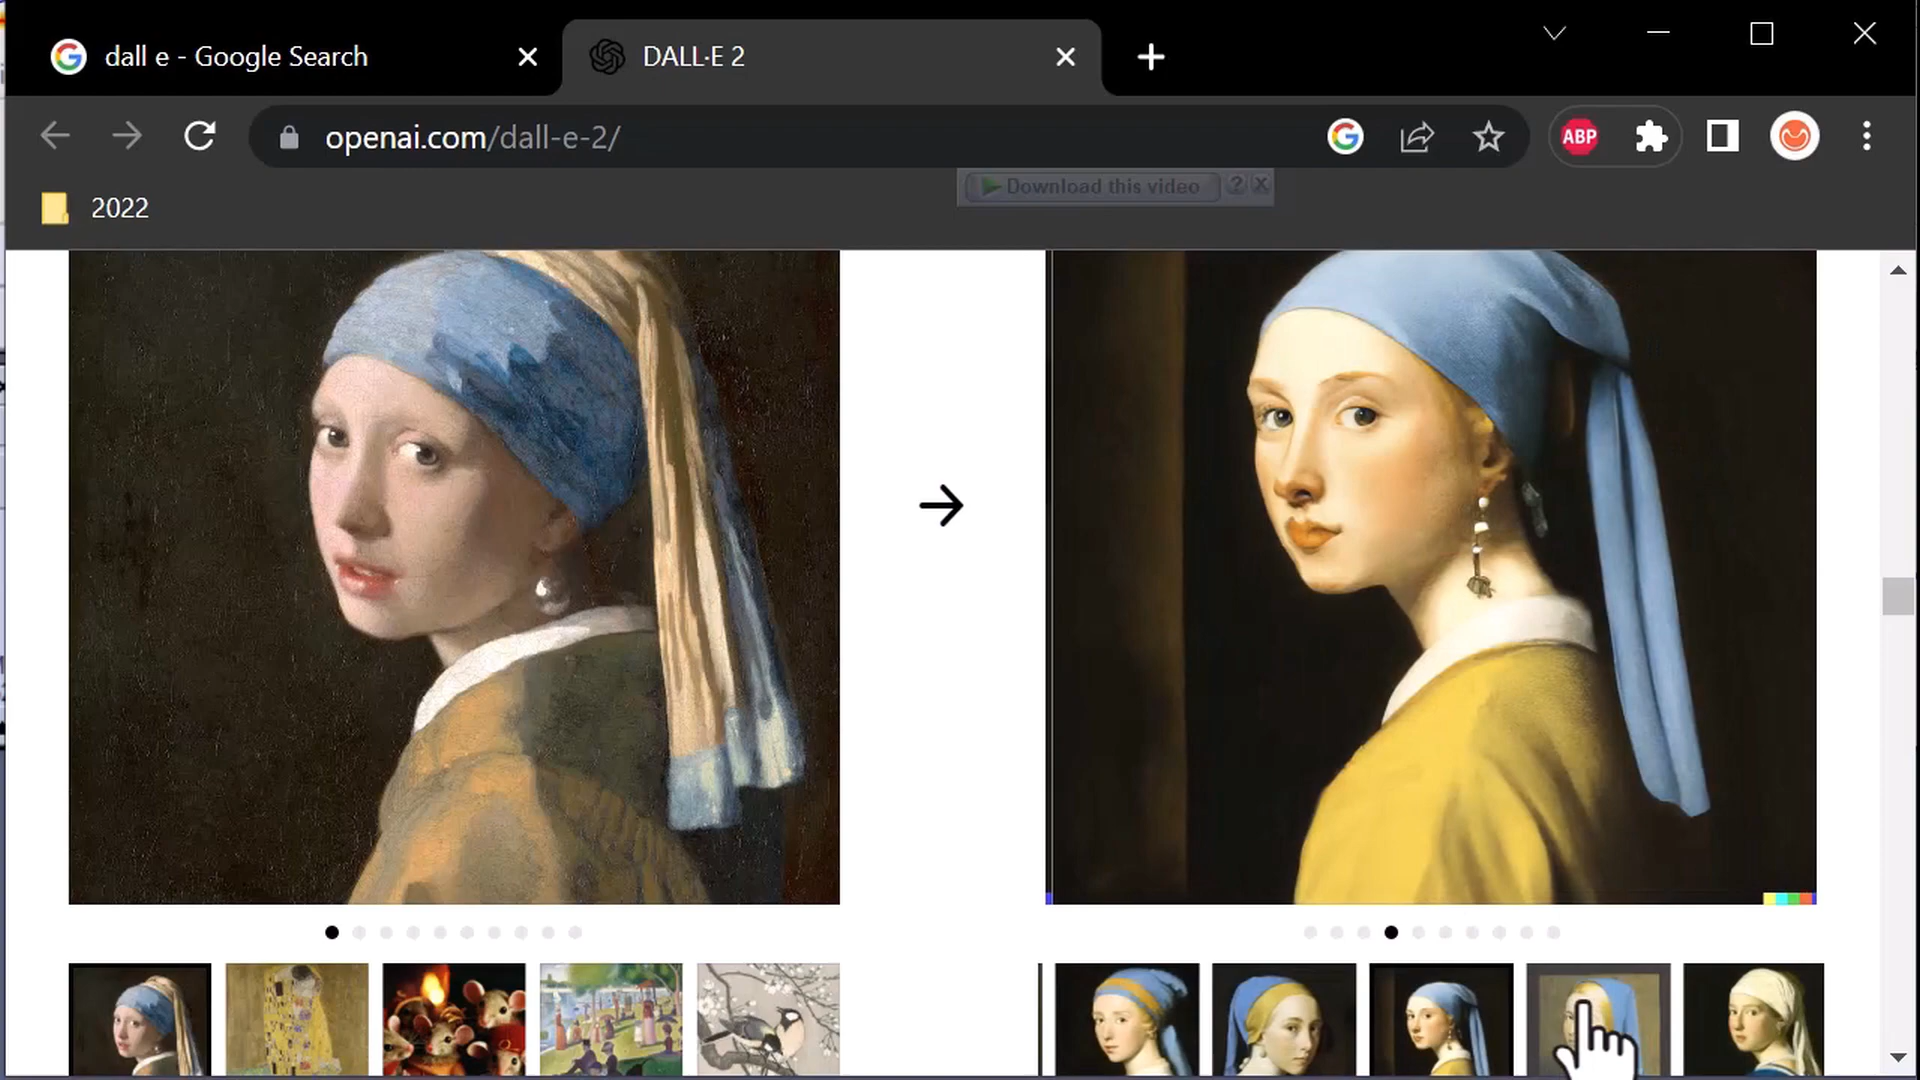 dall e - Google Search
DALL·E 2
openai.com/dall-e-2/
ABP
Download this video ? X
2022